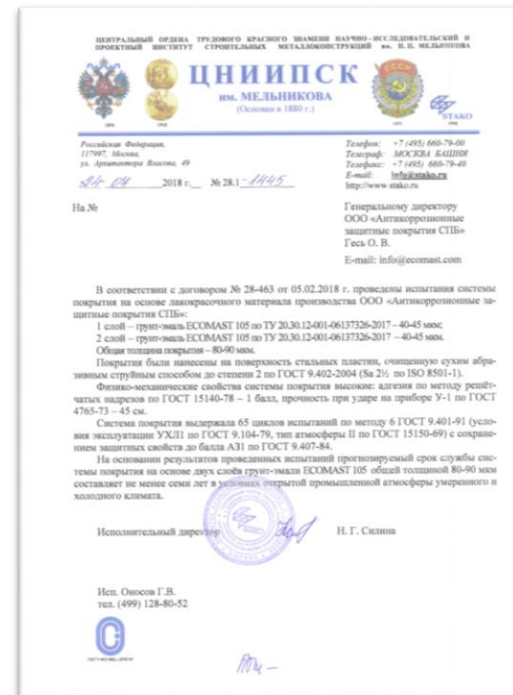 ЦЕНТРАЛЬНЫЙ ОРДЕНА ТРУДОВОГО КРАСНОГО ЗНАМЕНИ НАУЧНО-ИССЛЕДОВАТЕЛЬСКИЙ И
ПРОЕКТНЫЙ ИНСТИТУТ СТРОИТЕЛЬНЫХ МЕТАЛЛОКОНСТРУКЦИЙ им. Н. П. МЕЛЬНИКОВА
ЦНИИПСК
им. МЕЛЬНИКОВА
(Основан в 1880 г.)
STAKO
Российская Федерация,
117997, Москва,
ул. Архитектора Власова, 49
Телефон: +7 (495) 660-79-00
Телеграф: МОСКВА БАШНЯ
Телефакс: +7 (495) 660-79-40
E-mail: info@stako.ru
http://www.stako.ru
2018 г. № 28.1-1445
На №
Генеральному директору
ООО «Антикоррозионные
защитные покрытия СПБ»
Гесь О. В.
E-mail: info@ecomast.com
В соответствии с договором № 28-463 от 05.02.2018 г. проведены испытания системы
покрытия на основе лакокрасочного материала производства ООО «Антикоррозионные за-
щитные покрытия СПБ»:
1 слой – грунт-эмаль ECOMAST 105 по ТУ 20.30.12-001-06137326-2017 – 40-45 мкм;
2 слой – грунт-эмаль ECOMAST 105 по ТУ 20.30.12-001-06137326-2017 – 40-45 мкм.
Общая толщина покрытия – 80-90 мкм.
Покрытия были нанесены на поверхность стальных пластин, очищенную сухим абра-
зивным струйным способом до степени 2 по ГОСТ 9.402-2004 (Sa 2½ по ISO 8501-1).
Физико-механические свойства системы покрытия высокие: адгезия по методу решёт-
чатых надрезов по ГОСТ 15140-78 – 1 балл, прочность при ударе на приборе У-1 по ГОСТ
4765-73 – 45 см.
Система покрытия выдержала 65 циклов испытаний по методу 6 ГОСТ 9.401-91 (усло-
вия эксплуатации УХЛ1 по ГОСТ 9.104-79, тип атмосферы II по ГОСТ 15150-69) с сохране-
нием защитных свойств до балла АЗ1 по ГОСТ 9.407-84.
На основании результатов проведенных испытаний прогнозируемый срок службы сис-
темы покрытия на основе двух слоёв грунт-эмали ECOMAST 105 общей толщиной 80-90 мкм
составляет не менее семи лет в условиях открытой промышленной атмосферы умеренного и
холодного климата.
Исполнительный директор Н. Г. Силина
Исп. Оносов Г.В.
тел. (499) 128-80-52